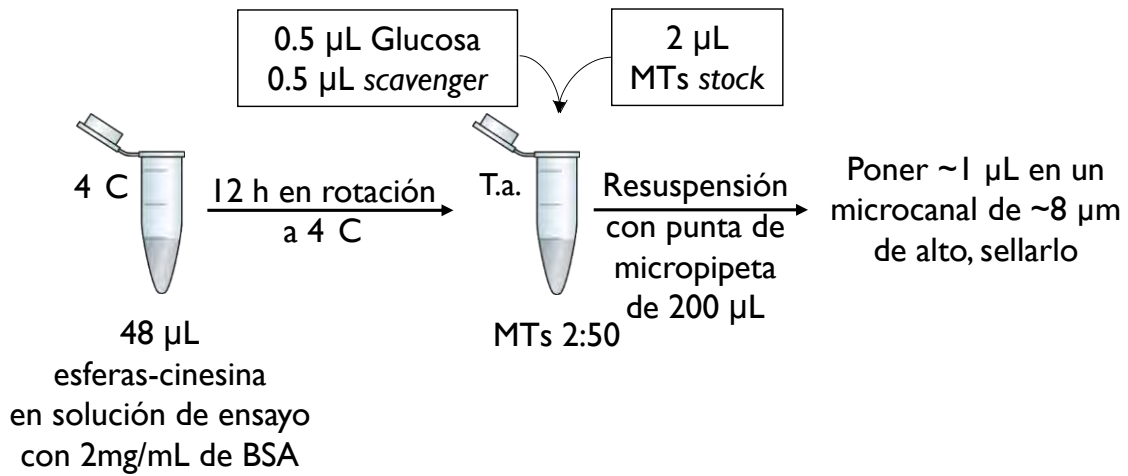 0.5 µL Glucosa
0.5 µL scavenger
2 µL
MTs stock
4 C
12 h en rotación
a 4 C
T.a.
Resuspensión
con punta de
micropipeta
de 200 µL
Poner ~1 µL en un
microcanal de ~8 µm
de alto, sellarlo
48 µL
esferas-cinesina
en solución de ensayo
con 2mg/mL de BSA
MTs 2:50